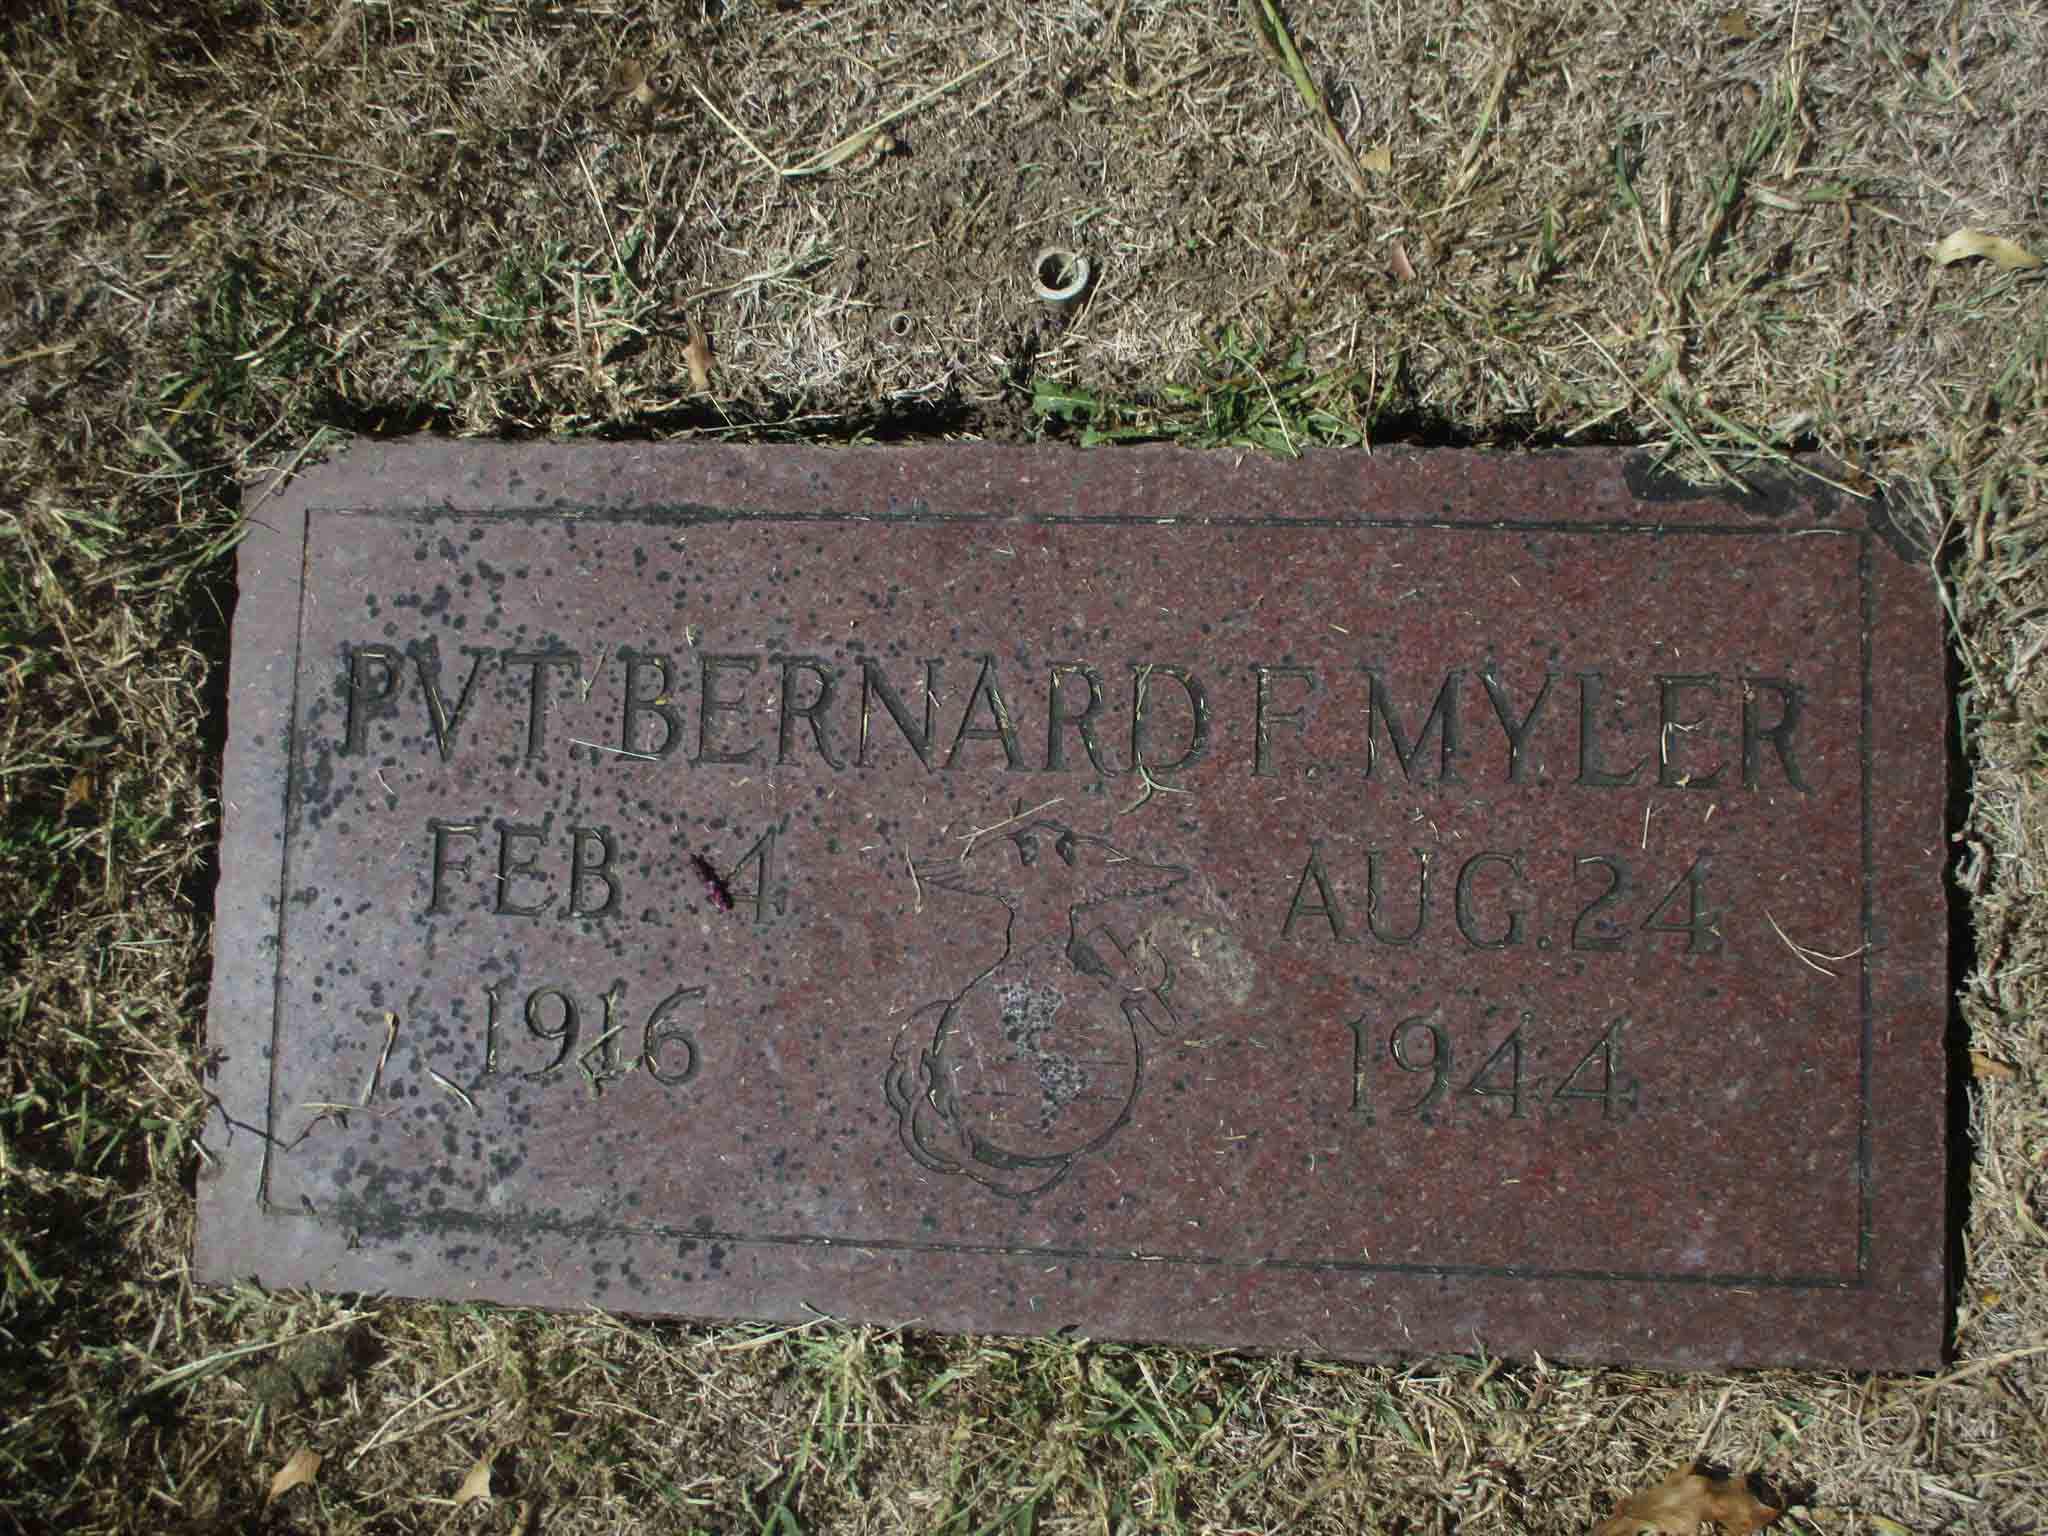 PVT. BERNARD F. MYLER
FEB. 4 AUG. 24
1916 1944